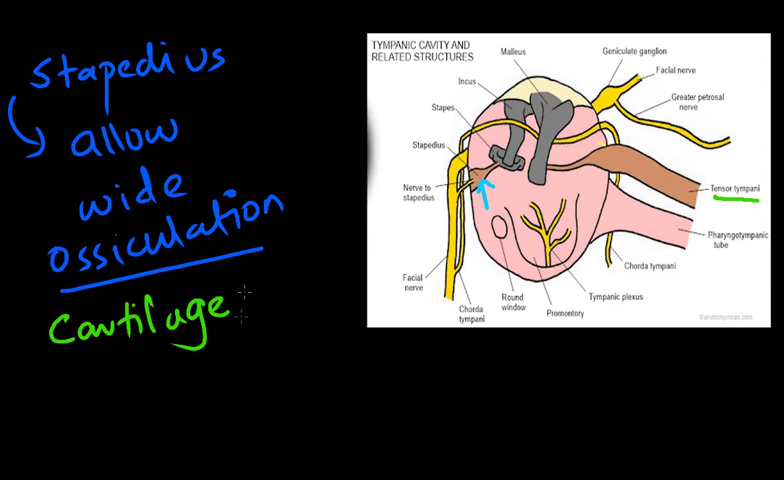 Stapedius
allow
wide
ossiculation
Cartilage
TYMPANIC CAVITY AND
RELATED STRUCTURES
Malleus
Geniculate ganglion
Facial nerve
Incus
Greater petrosal
nerve
Stapes
Stapedius
Tensor tympani
Nerve to
stapedius
Pharyngotympanic
tube
Chorda tympani
Facial
nerve
Chorda
tympani
Round
window
Promontory
Tympanic plexus
©anatomyncus.com